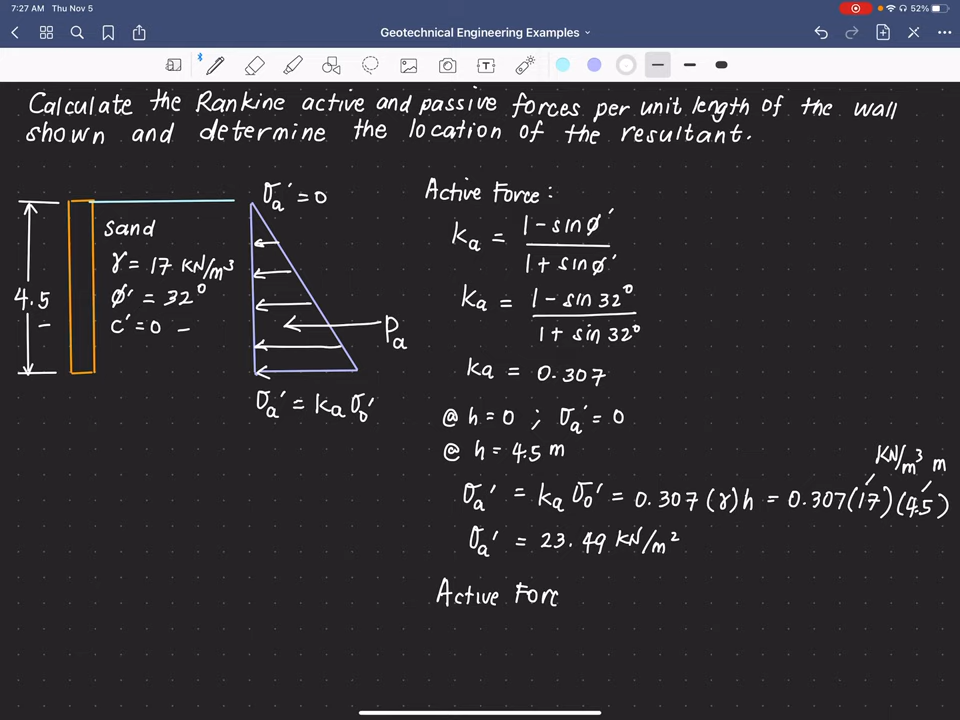 7:27 AM Thu Nov 5
52%
Geotechnical Engineering Examples
Calculate the Rankine active and passive forces per unit length of the wall
shown and determine the location of the resultant.
σa' = 0
sand
γ = 17 KN/m³
ϕ' = 32°
c' = 0
4.5
Pa
σa' = ka σo'
Active Force:
ka = (1 - sin ϕ') / (1 + sin ϕ')
ka = (1 - sin 32°) / (1 + sin 32°)
ka = 0.307
@ h = 0 ; σa' = 0
@ h = 4.5 m
KN/m³ m
σa' = ka σo' = 0.307 (γ) h = 0.307 (17) (4.5)
σa' = 23.49 KN/m²
Active Forc